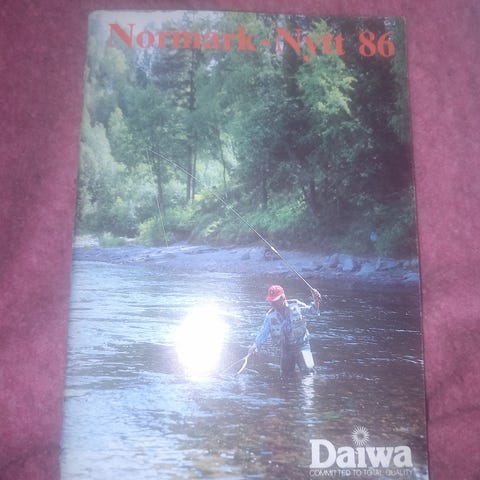 Normark-Nytt 86
Daiwa
COMMITTED TO TOTAL QUALITY